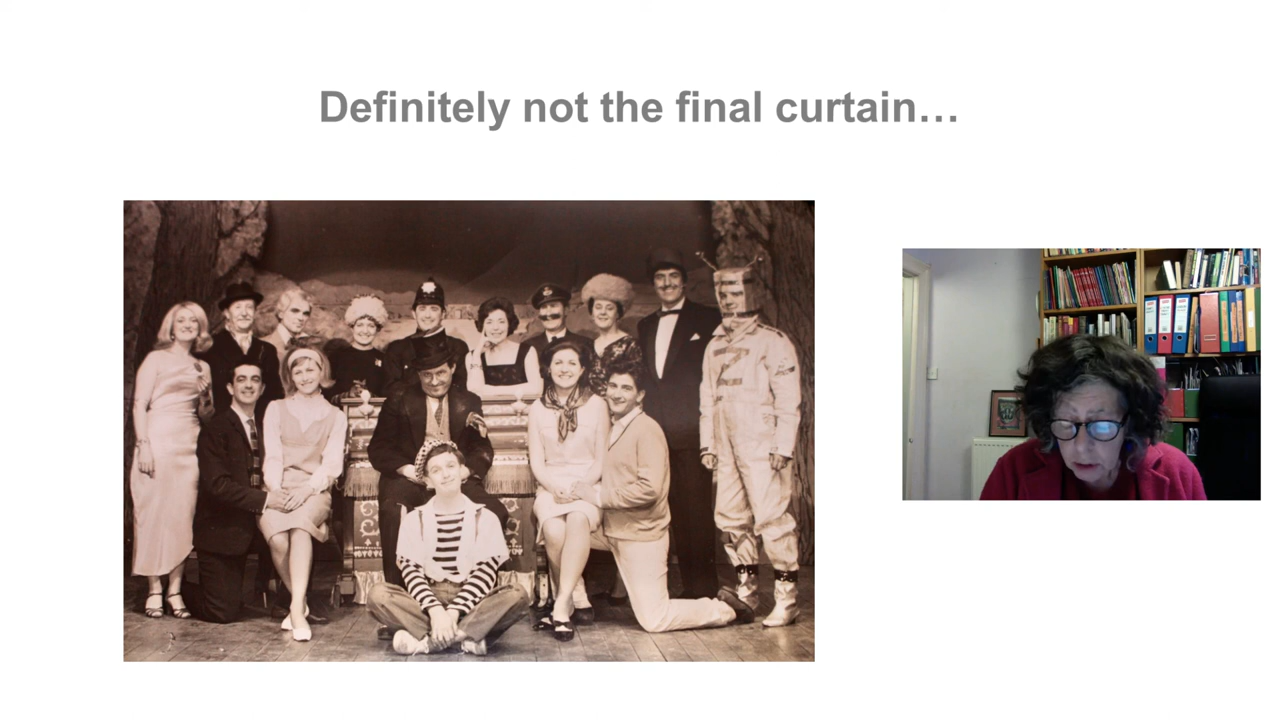 Definitely not the final curtain…